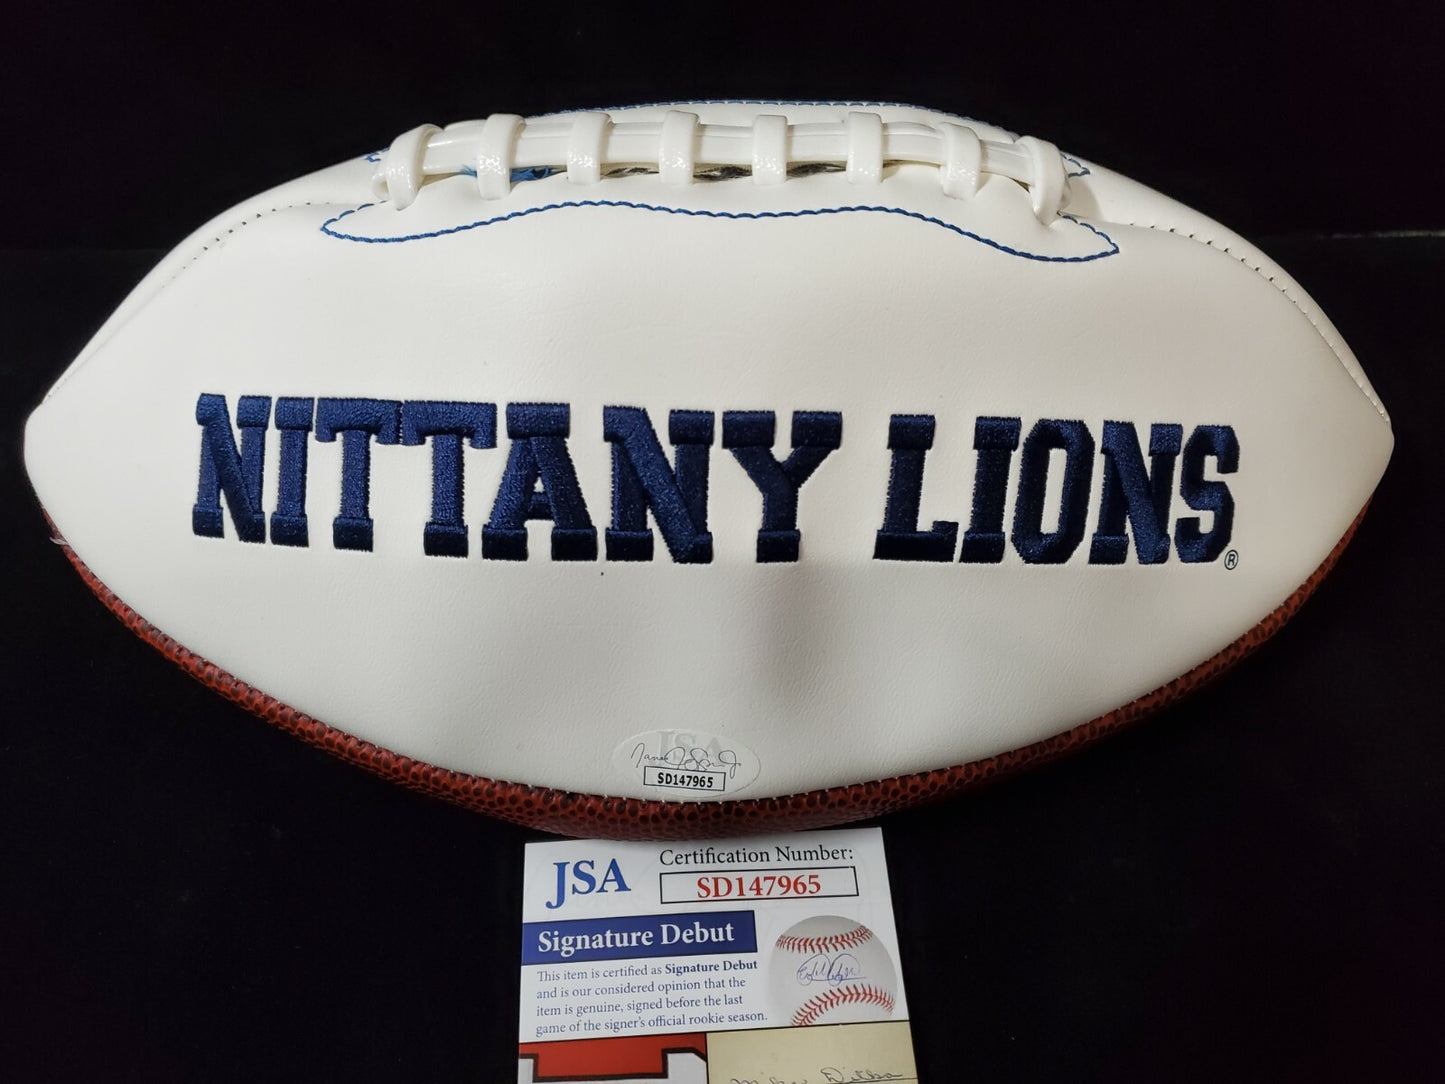 NITTANY LIONS®
JSA
SD147965
JSA
Certification Number:
SD147965
Signature Debut
This item is certified as Signature Debut
and is our considered opinion that the
item is genuine, signed before the last
game of the signer's official rookie season.